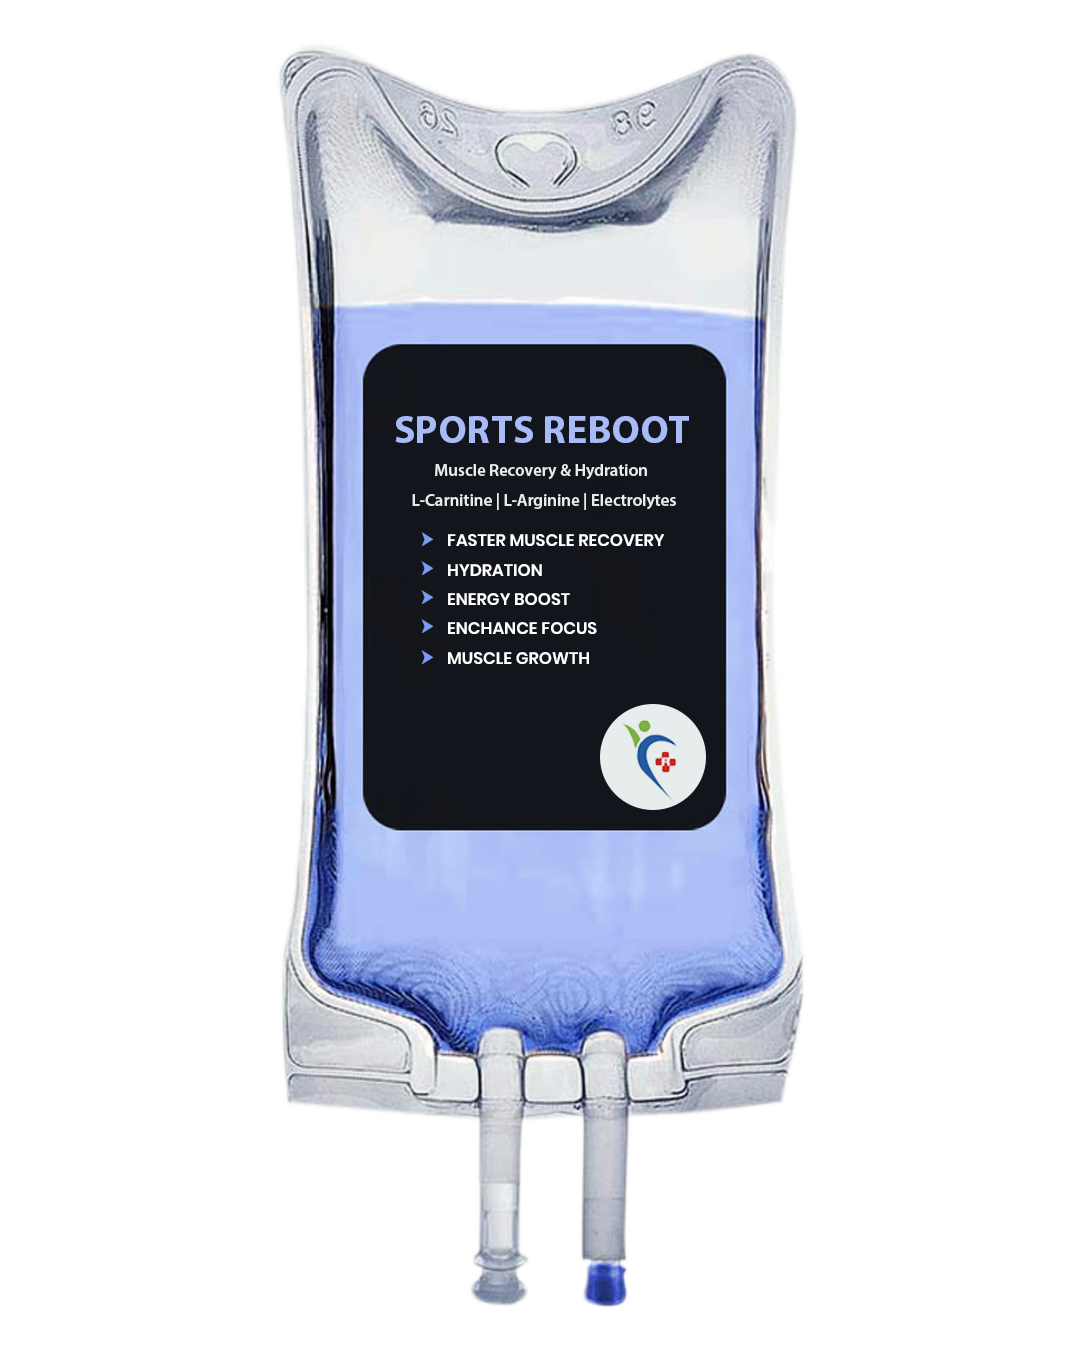 SPORTS REBOOT
Muscle Recovery & Hydration
L-Carnitine | L-Arginine | Electrolytes
FASTER MUSCLE RECOVERY
HYDRATION
ENERGY BOOST
ENCHANCE FOCUS
MUSCLE GROWTH